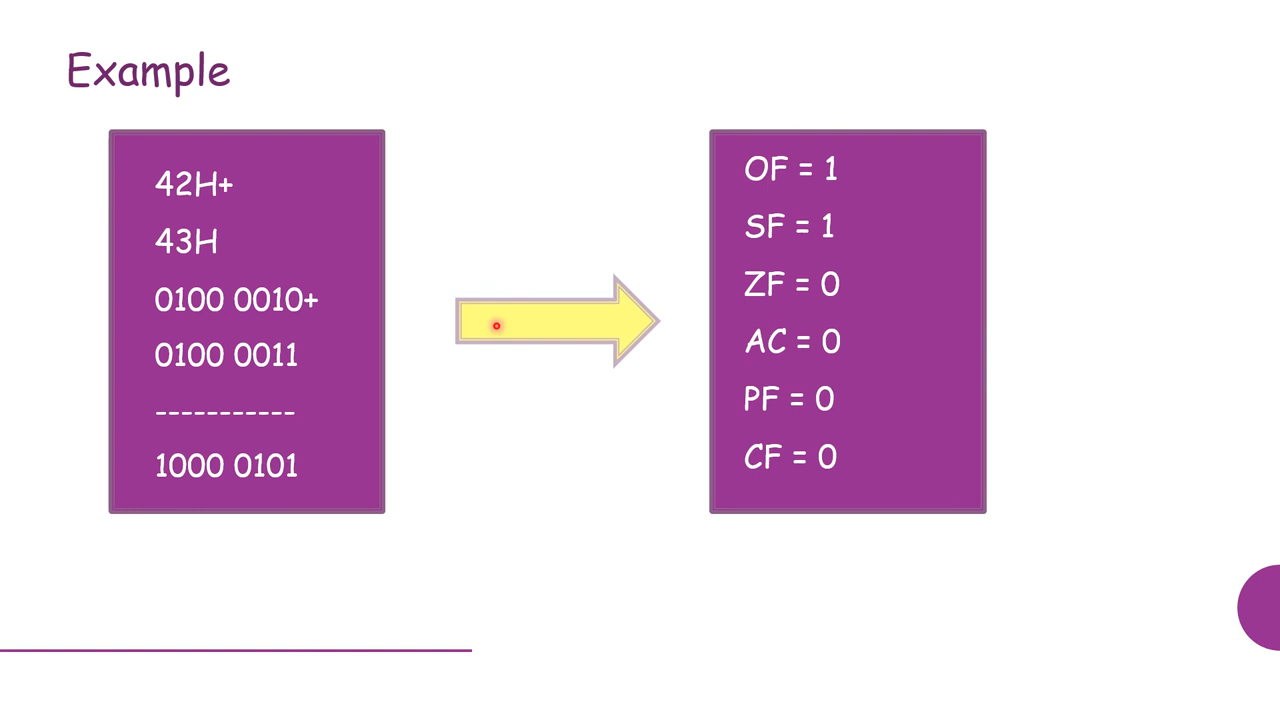 Example
42H+
43H
0100 0010+
0100 0011
-----------
1000 0101
OF = 1
SF = 1
ZF = 0
AC = 0
PF = 0
CF = 0